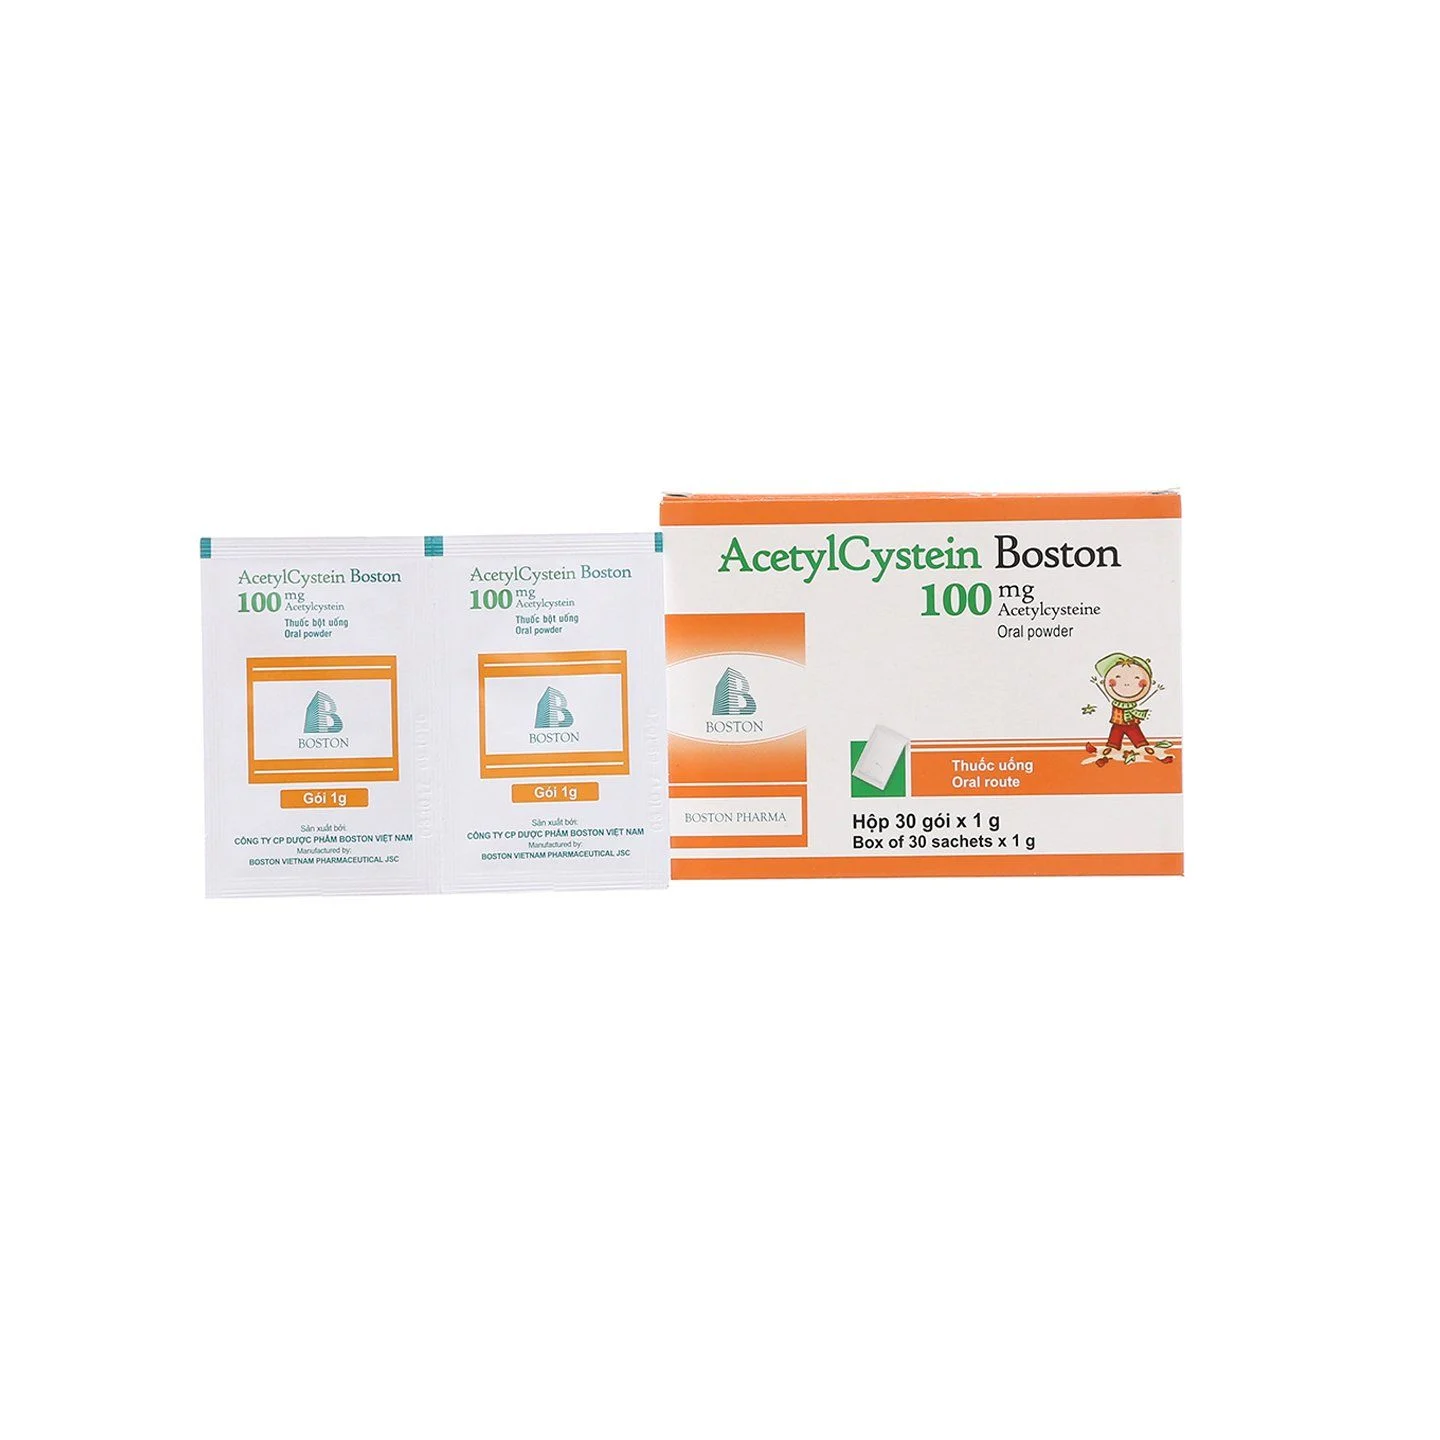 AcetylCystein Boston
100 mg
Acetylcystein
Thuốc bột uống
Oral powder
B
BOSTON
Gói 1g
Sản xuất bởi:
CÔNG TY CP DƯỢC PHẨM BOSTON VIỆT NAM
Manufactured by:
BOSTON VIETNAM PHARMACEUTICAL JSC
AcetylCystein Boston
100 mg
Acetylcystein
Thuốc bột uống
Oral powder
B
BOSTON
Gói 1g
Sản xuất bởi:
CÔNG TY CP DƯỢC PHẨM BOSTON VIỆT NAM
Manufactured by:
BOSTON VIETNAM PHARMACEUTICAL JSC
AcetylCystein Boston
100 mg
Acetylcysteine
Oral powder
B
BOSTON
BOSTON PHARMA
Thuốc uống
Oral route
Hộp 30 gói x 1 g
Box of 30 sachets x 1 g